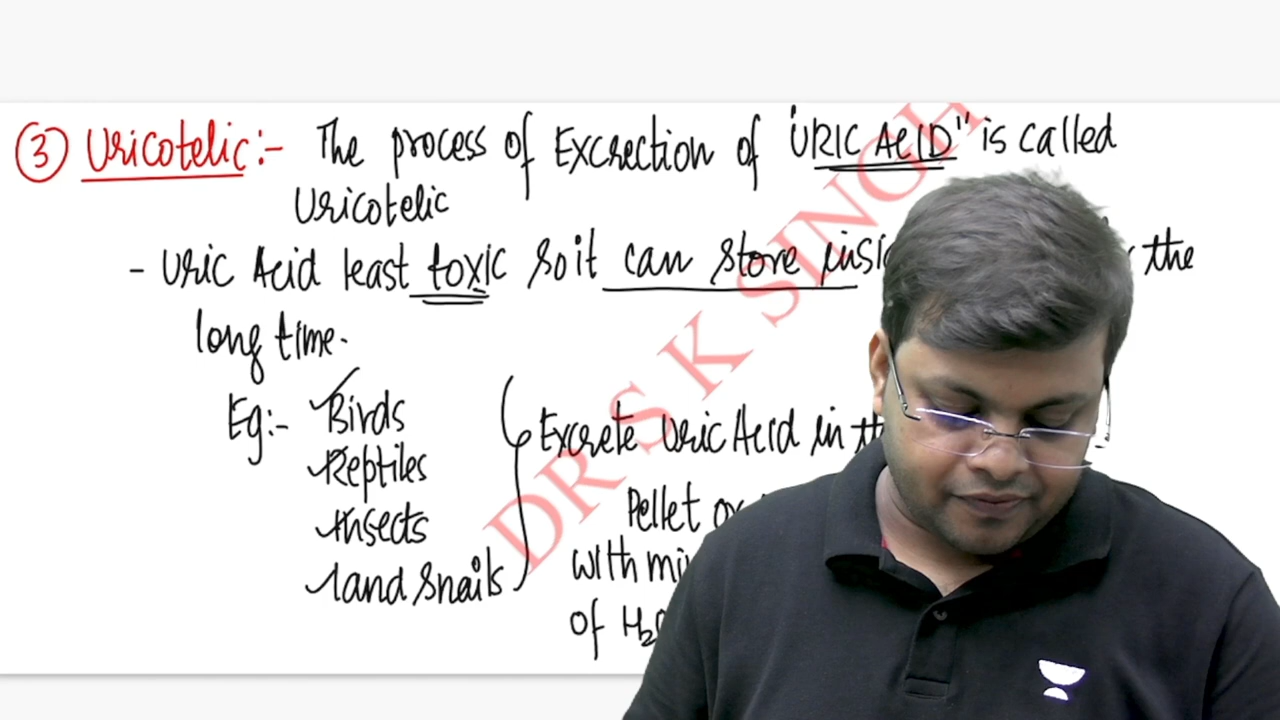 ③ Uricotelic:- The process of Excretion of "URIC ACID" is called
Uricotelic
- Uric Acid least toxic so it can store the
long time.
Eg:- Birds
Reptiles
Insects
land snails
Excrete Uric Acid in
Pellet
with
of
DR S K SINGH